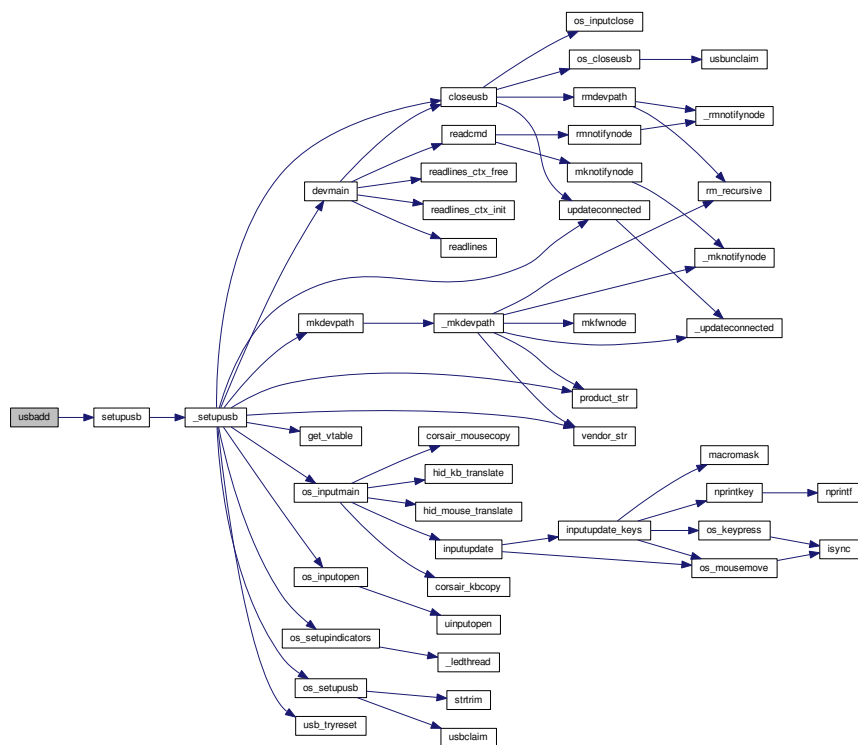 os_inputclose
os_closeusb
usbunclaim
closeusb
rmdevpath
_rmnotifynode
readcmd
rmnotifynode
readlines_ctx_free
mknotifynode
devmain
rm_recursive
readlines_ctx_init
updateconnected
readlines
_mknotifynode
mkdevpath
_mkdevpath
mkfwnode
_updateconnected
product_str
usbadd
setupusb
_setupusb
get_vtable
corsair_mousecopy
vendor_str
macromask
hid_kb_translate
os_inputmain
nprintkey
nprintf
hid_mouse_translate
inputupdate_keys
os_keypress
inputupdate
isync
os_mousemove
os_inputopen
corsair_kbcopy
uinputopen
os_setupindicators
_ledthread
os_setupusb
strtrim
usb_tryreset
usbclaim